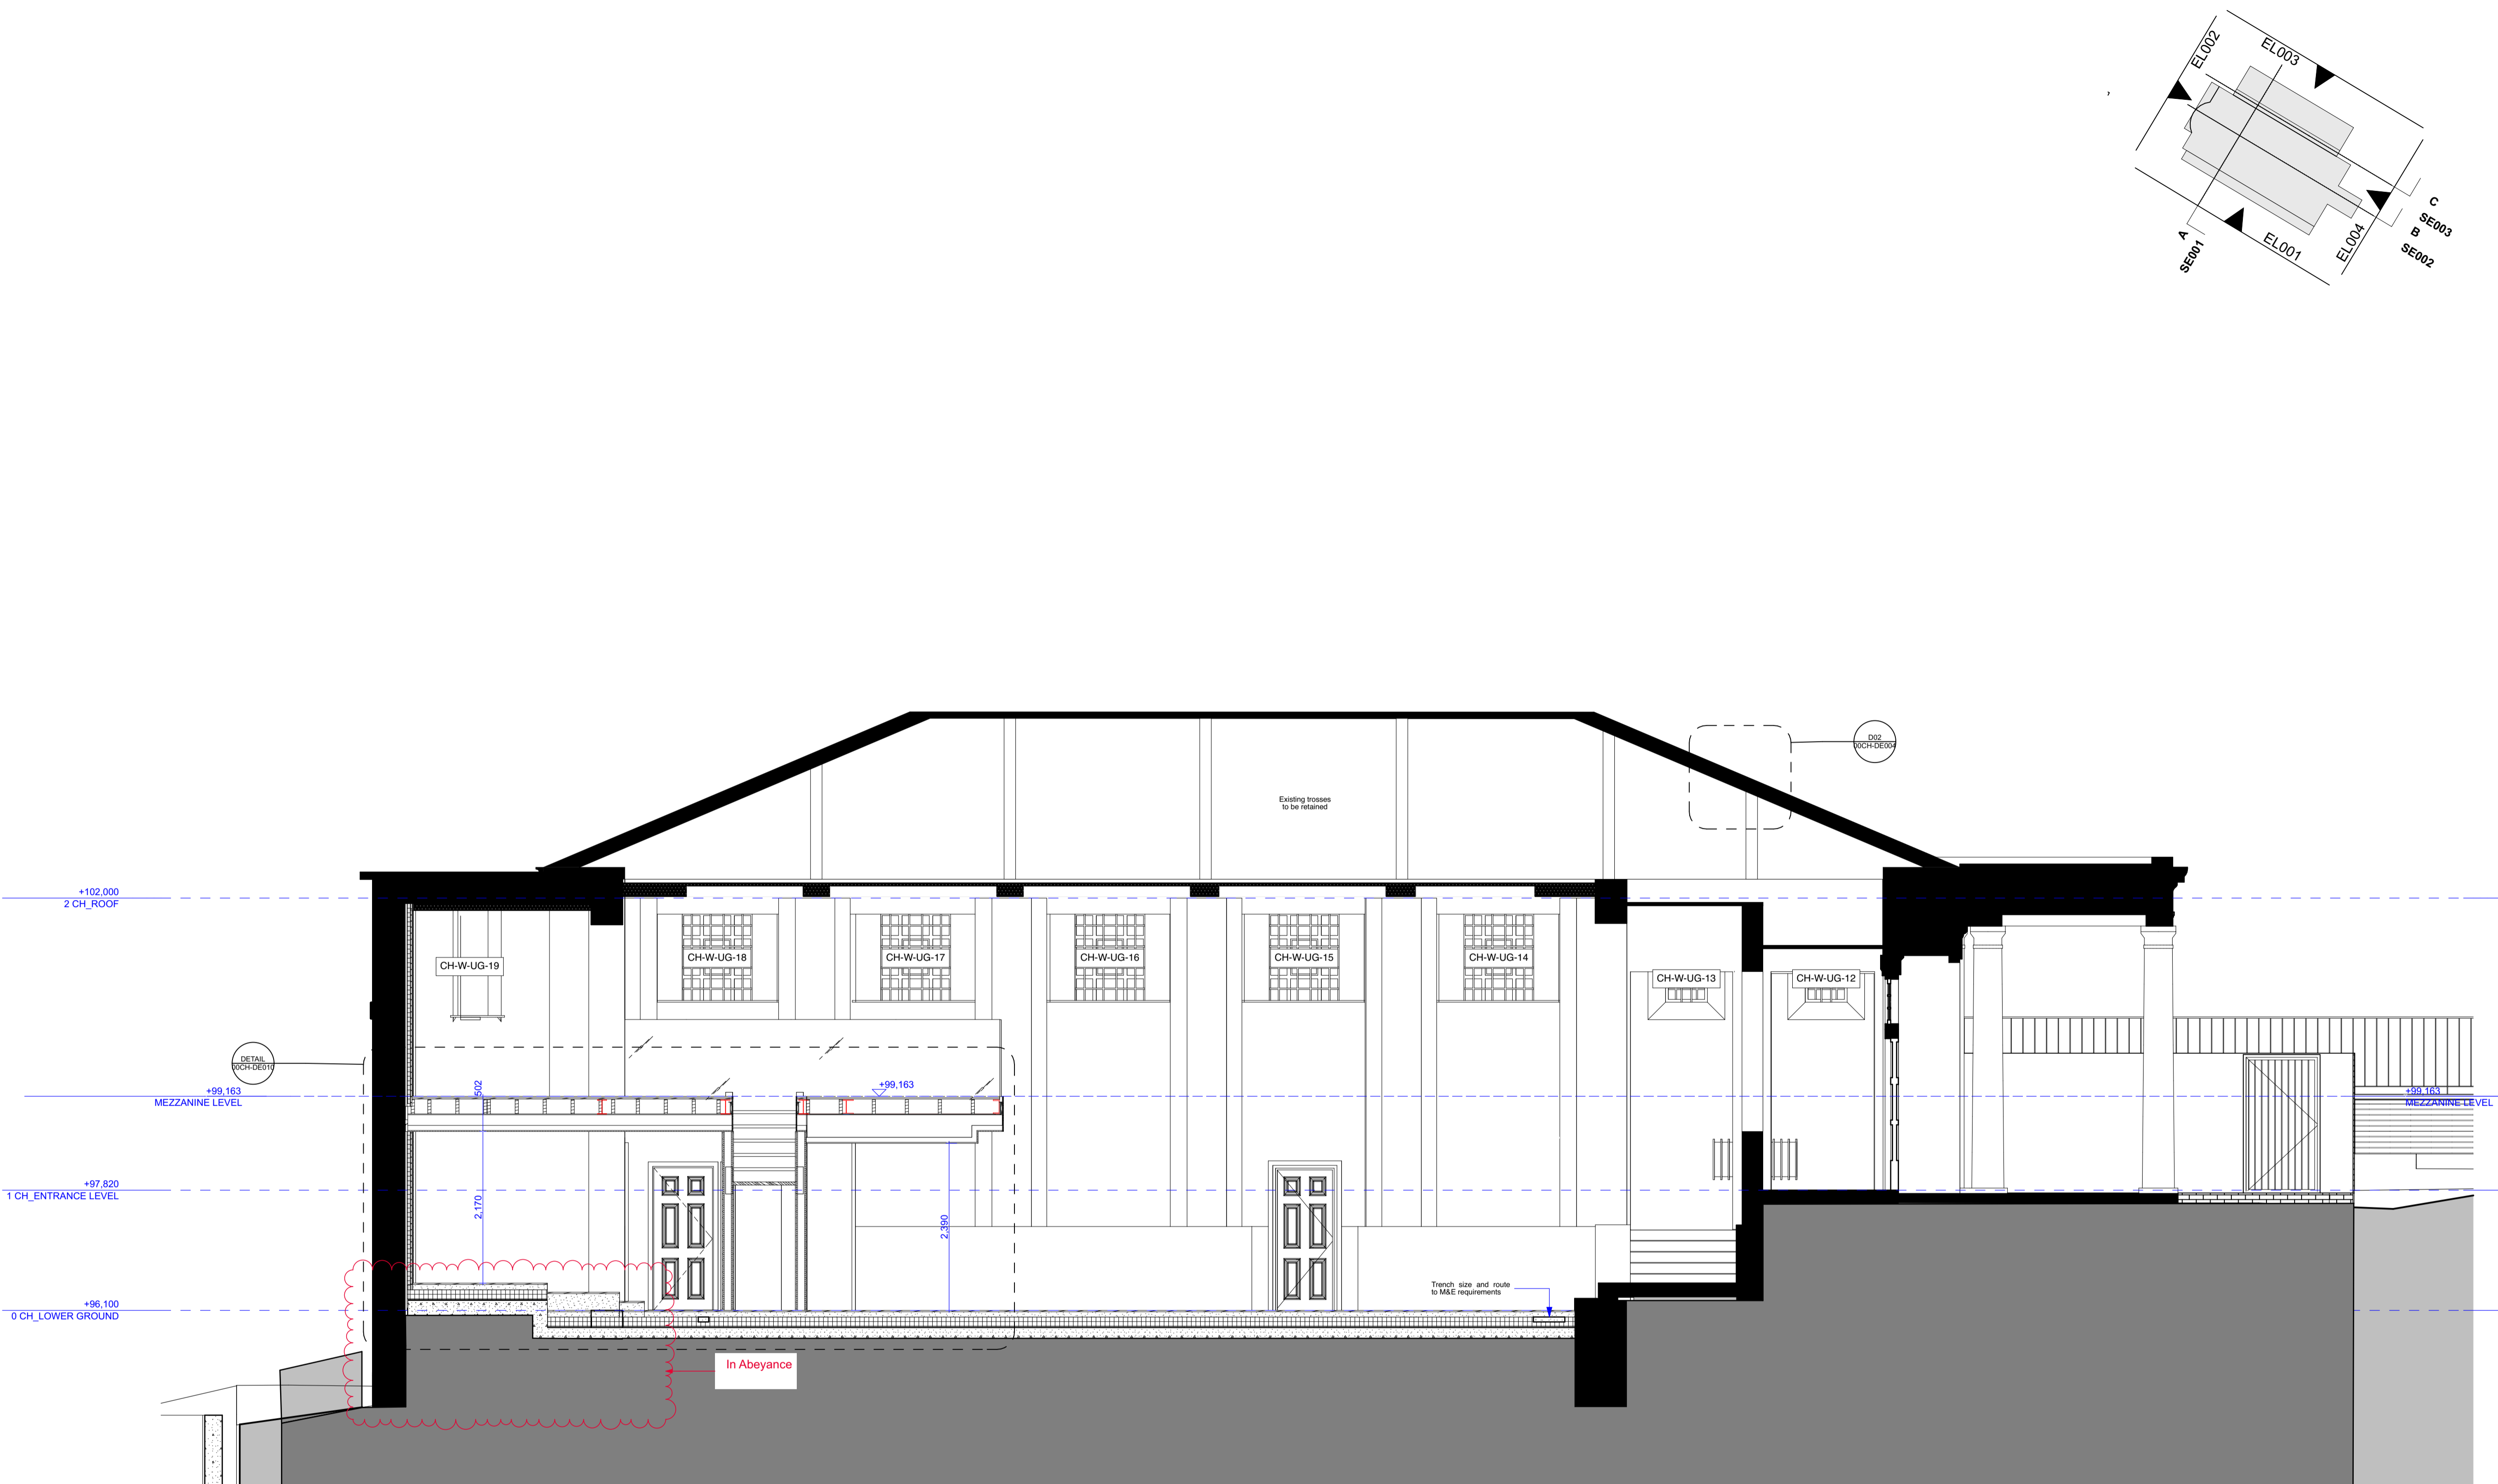 EL002
EL003
C
SE003
B
SE002
EL004
EL001
A
SE001
D02
00CH-DE004
Existing trosses
to be retained
+102,000
2 CH_ROOF
CH-W-UG-19
CH-W-UG-18
CH-W-UG-17
CH-W-UG-16
CH-W-UG-15
CH-W-UG-14
CH-W-UG-13
CH-W-UG-12
DETAIL
00CH-DE010
+99,163
MEZZANINE LEVEL
502
+99,163
+99,163
MEZZANINE LEVEL
+97,820
1 CH_ENTRANCE LEVEL
2,170
2,390
Trench size and route
to M&E requirements
+96,100
0 CH_LOWER GROUND
In Abeyance